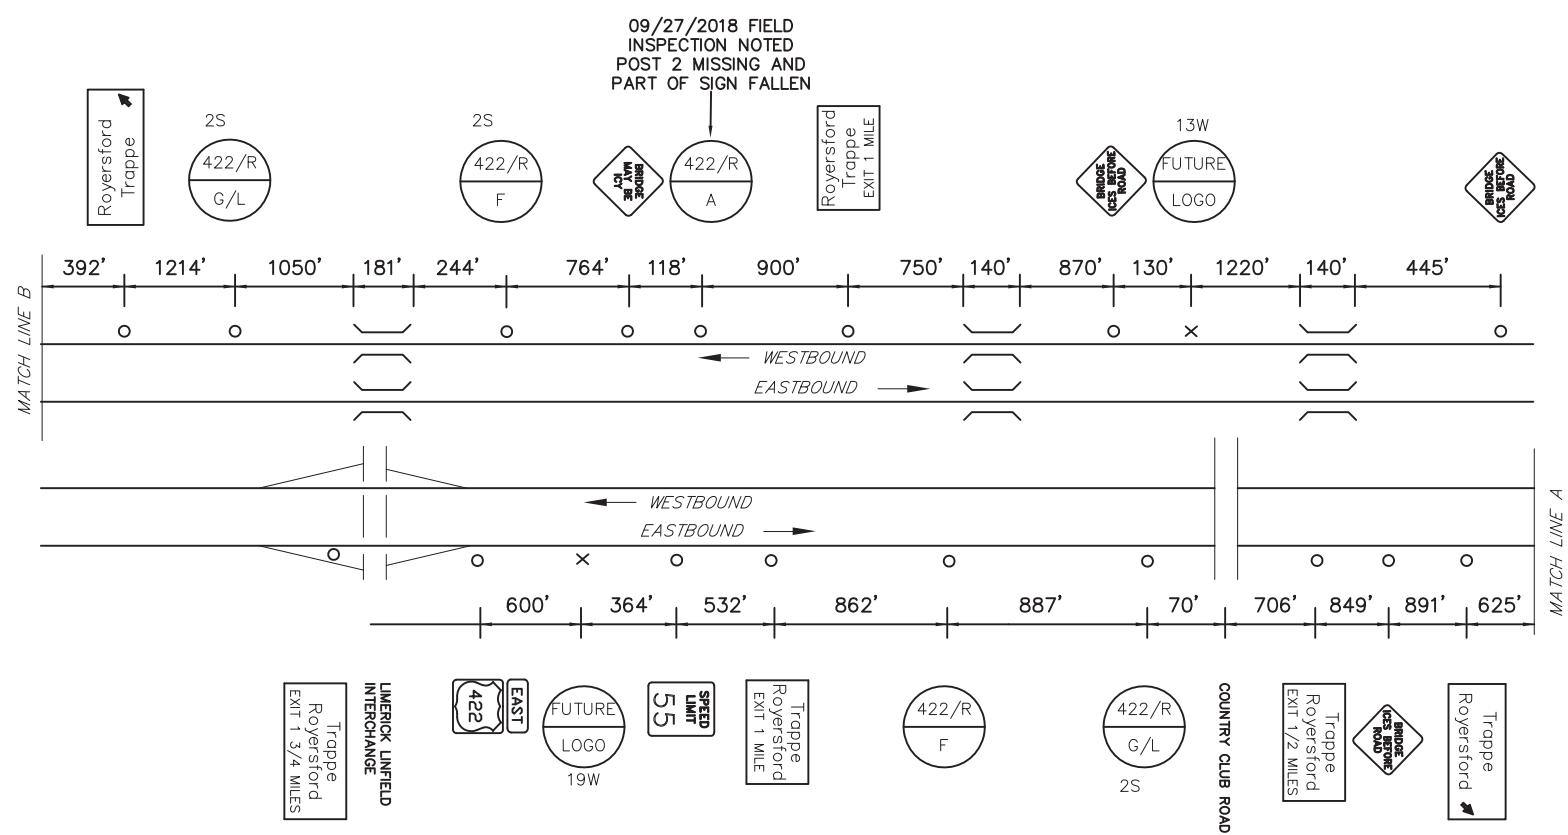 09/27/2018 FIELD
INSPECTION NOTED
POST 2 MISSING AND
PART OF SIGN FALLEN
Royersford
Trappe
2S
422/R
G/L
2S
422/R
F
BRIDGE
MAY BE
ICY
422/R
A
Royersford
Trappe
EXIT 1 MILE
BRIDGE
ICES BEFORE
ROAD
13W
FUTURE
LOGO
BRIDGE
ICES BEFORE
ROAD
392' 1214' 1050' 181' 244' 764' 118' 900' 750' 140' 870' 130' 1220' 140' 445'
MATCH LINE B
WESTBOUND
EASTBOUND
WESTBOUND
EASTBOUND
MATCH LINE A
600' 364' 532' 862' 887' 70' 706' 849' 891' 625'
Trappe
Royersford
EXIT 1 3/4 MILES
LIMERICK LINFIELD
INTERCHANGE
EAST
422
FUTURE
LOGO
19W
SPEED
LIMIT
55
Trappe
Royersford
EXIT 1 MILE
422/R
F
422/R
G/L
2S
COUNTRY CLUB ROAD
Trappe
Royersford
EXIT 1/2 MILES
BRIDGE
ICES BEFORE
ROAD
Trappe
Royersford